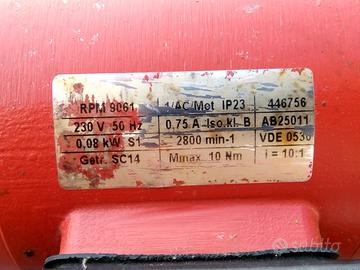 RPM 9061 1/AC/Mot IP23 446756
230 V 50 Hz 0,75 A Iso.kl. B AB25011
0,08 kW S1 2800 min-1 VDE 0530
Getr. SC14 Mmax. 10 Nm i = 10:1
subito